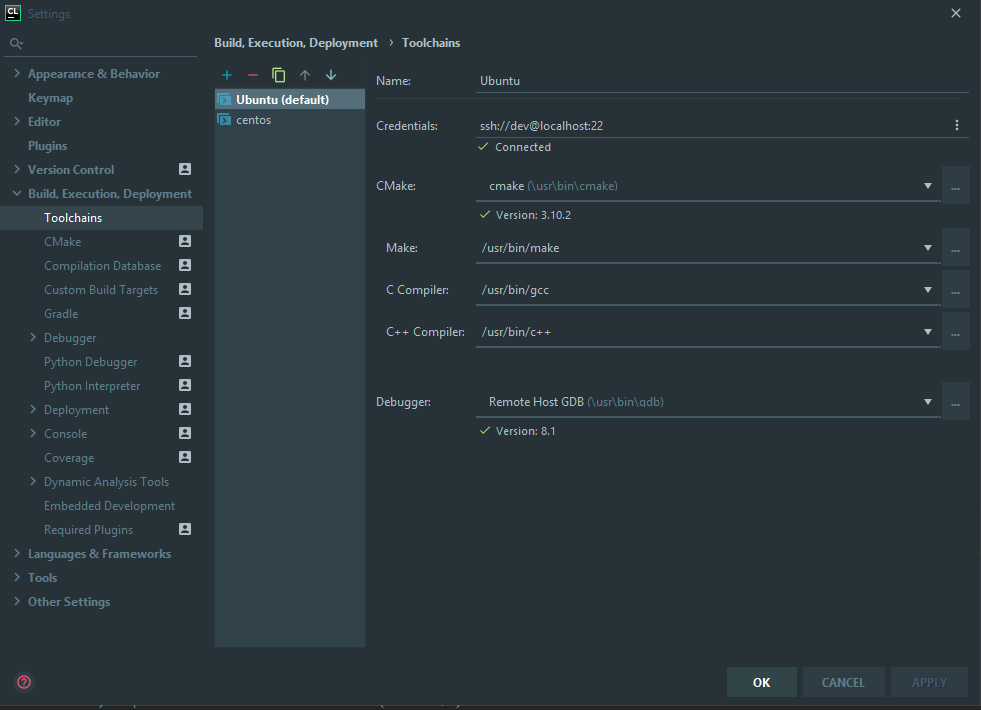 CL Settings
Build, Execution, Deployment › Toolchains
Appearance & Behavior
Keymap
Editor
Plugins
Version Control
Build, Execution, Deployment
Toolchains
CMake
Compilation Database
Custom Build Targets
Gradle
Debugger
Python Debugger
Python Interpreter
Deployment
Console
Coverage
Dynamic Analysis Tools
Embedded Development
Required Plugins
Languages & Frameworks
Tools
Other Settings
Ubuntu (default)
centos
Name: Ubuntu
Credentials: ssh://dev@localhost:22
Connected
CMake: cmake (\usr\bin\cmake) ...
Version: 3.10.2
Make: /usr/bin/make ...
C Compiler: /usr/bin/gcc ...
C++ Compiler: /usr/bin/c++ ...
Debugger: Remote Host GDB (\usr\bin\gdb) ...
Version: 8.1
?
OK CANCEL APPLY